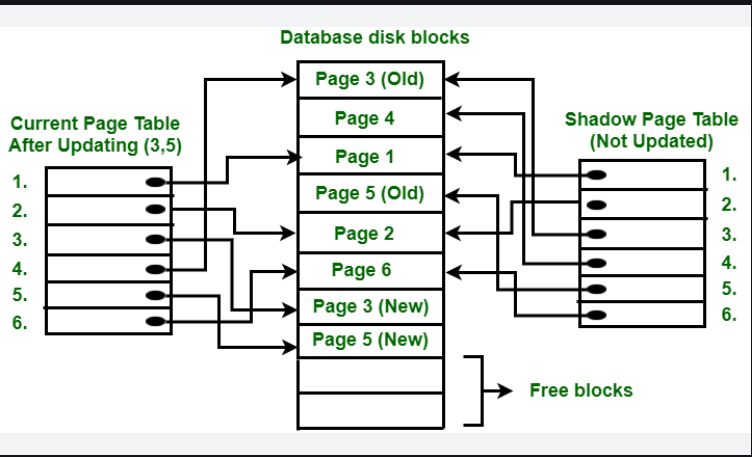 Database disk blocks
Current Page Table
After Updating (3,5)
1.
2.
3.
4.
5.
6.
Page 3 (Old)
Page 4
Page 1
Page 5 (Old)
Page 2
Page 6
Page 3 (New)
Page 5 (New)
Shadow Page Table
(Not Updated)
1.
2.
3.
4.
5.
6.
Free blocks